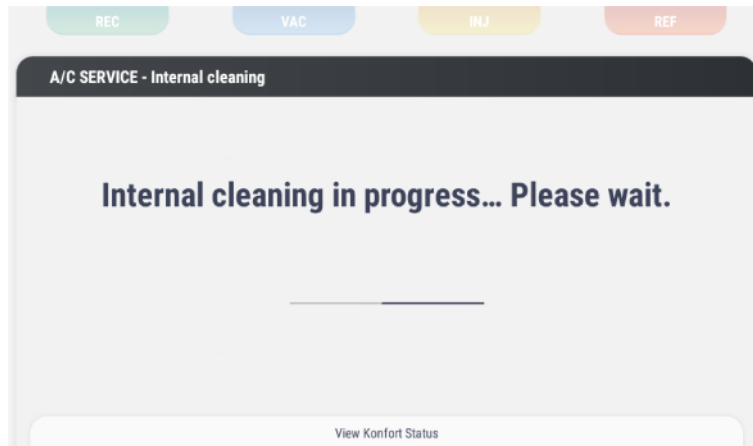 REC
VAC
INJ
REF
A/C SERVICE - Internal cleaning
Internal cleaning in progress... Please wait.
View Konfort Status